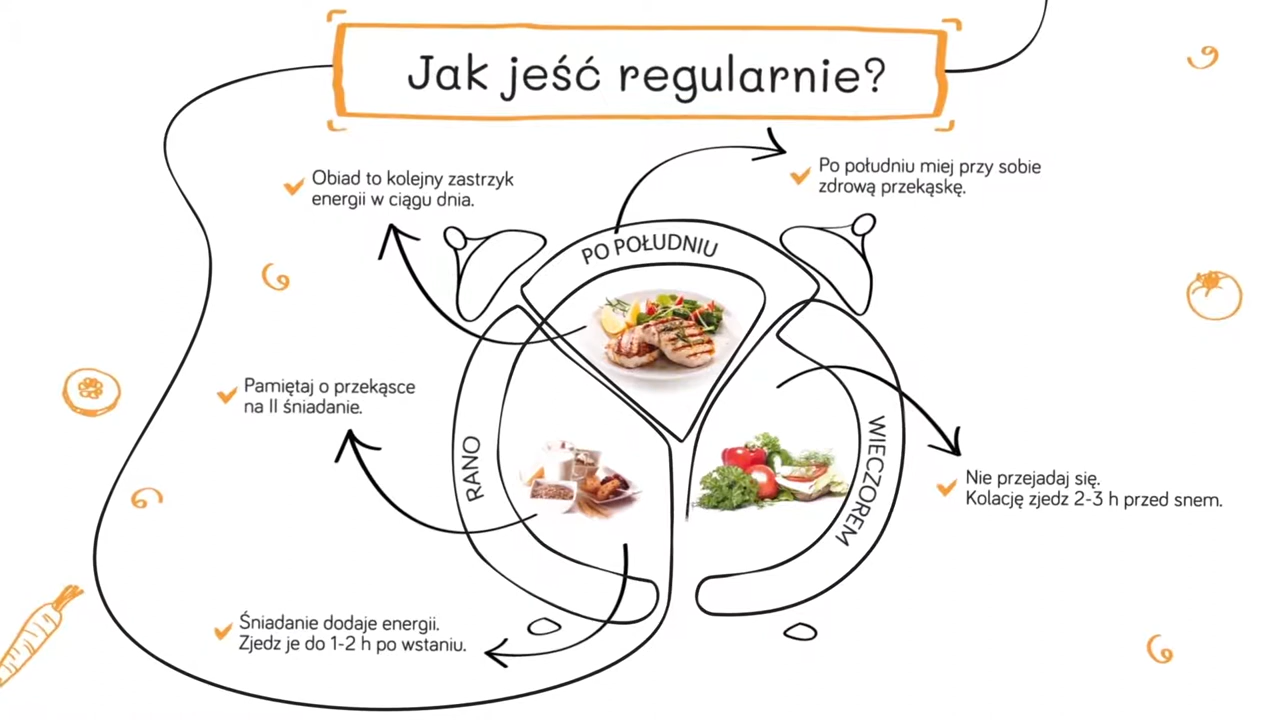 Jak jeść regularnie?
Obiad to kolejny zastrzyk
energii w ciągu dnia.
Po południu miej przy sobie
zdrową przekąskę.
PO POŁUDNIU
Pamiętaj o przekąsce
na II śniadanie.
RANO
WIECZOREM
Nie przejadaj się.
Kolację zjedz 2-3 h przed snem.
Śniadanie dodaje energii.
Zjedz je do 1-2 h po wstaniu.